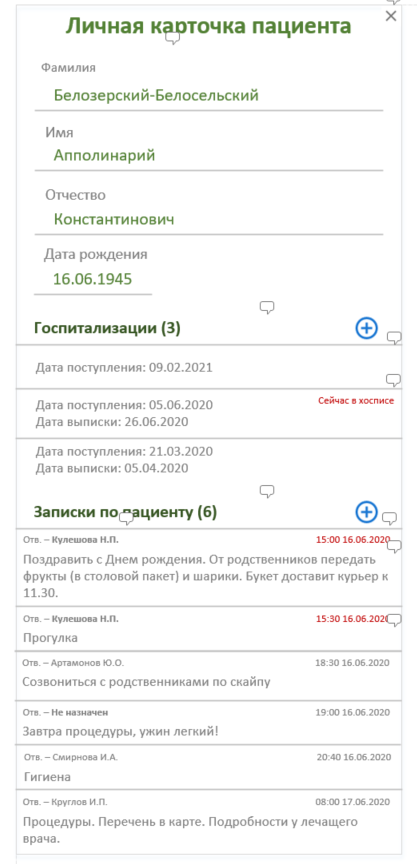 Личная карточка пациента
Фамилия
Белозерский-Белосельский
Имя
Апполинарий
Отчество
Константинович
Дата рождения
16.06.1945
Госпитализации (3)
Дата поступления: 09.02.2021
Дата поступления: 05.06.2020 Сейчас в хосписе
Дата выписки: 26.06.2020
Дата поступления: 21.03.2020
Дата выписки: 05.04.2020
Записки по пациенту (6)
Отв. – Кулешова Н.П. 15:00 16.06.2020
Поздравить с Днем рождения. От родственников передать
фрукты (в столовой пакет) и шарики. Букет доставит курьер к
11.30.
Отв. – Кулешова Н.П. 15:30 16.06.2020
Прогулка
Отв. – Артамонов Ю.О. 18:30 16.06.2020
Созвониться с родственниками по скайпу
Отв. – Не назначен 19:00 16.06.2020
Завтра процедуры, ужин легкий!
Отв. – Смирнова И.А. 20:40 16.06.2020
Гигиена
Отв. – Круглов И.П. 08:00 17.06.2020
Процедуры. Перечень в карте. Подробности у лечащего
врача.